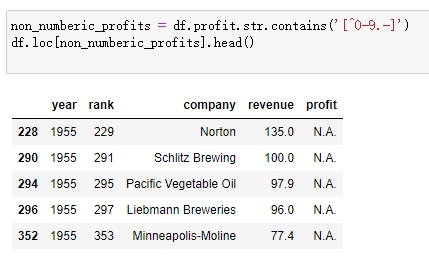 non_numberic_profits = df.profit.str.contains('[^0-9.-]')
df.loc[non_numberic_profits].head()
year rank company revenue profit
228 1955 229 Norton 135.0 N.A.
290 1955 291 Schlitz Brewing 100.0 N.A.
294 1955 295 Pacific Vegetable Oil 97.9 N.A.
296 1955 297 Liebmann Breweries 96.0 N.A.
352 1955 353 Minneapolis-Moline 77.4 N.A.